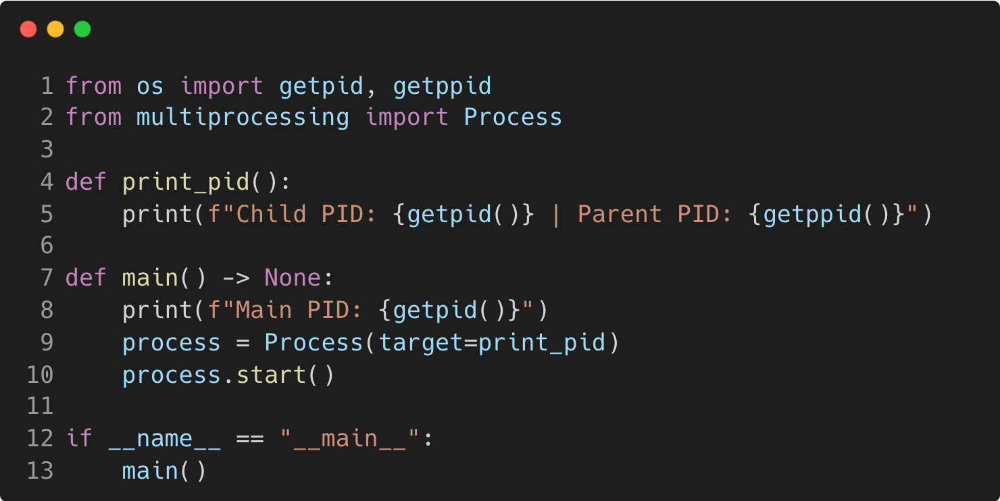 1 from os import getpid, getppid
2 from multiprocessing import Process
3
4 def print_pid():
5     print(f"Child PID: {getpid()} | Parent PID: {getppid()}")
6
7 def main() -> None:
8     print(f"Main PID: {getpid()}")
9     process = Process(target=print_pid)
10     process.start()
11
12 if __name__ == "__main__":
13     main()